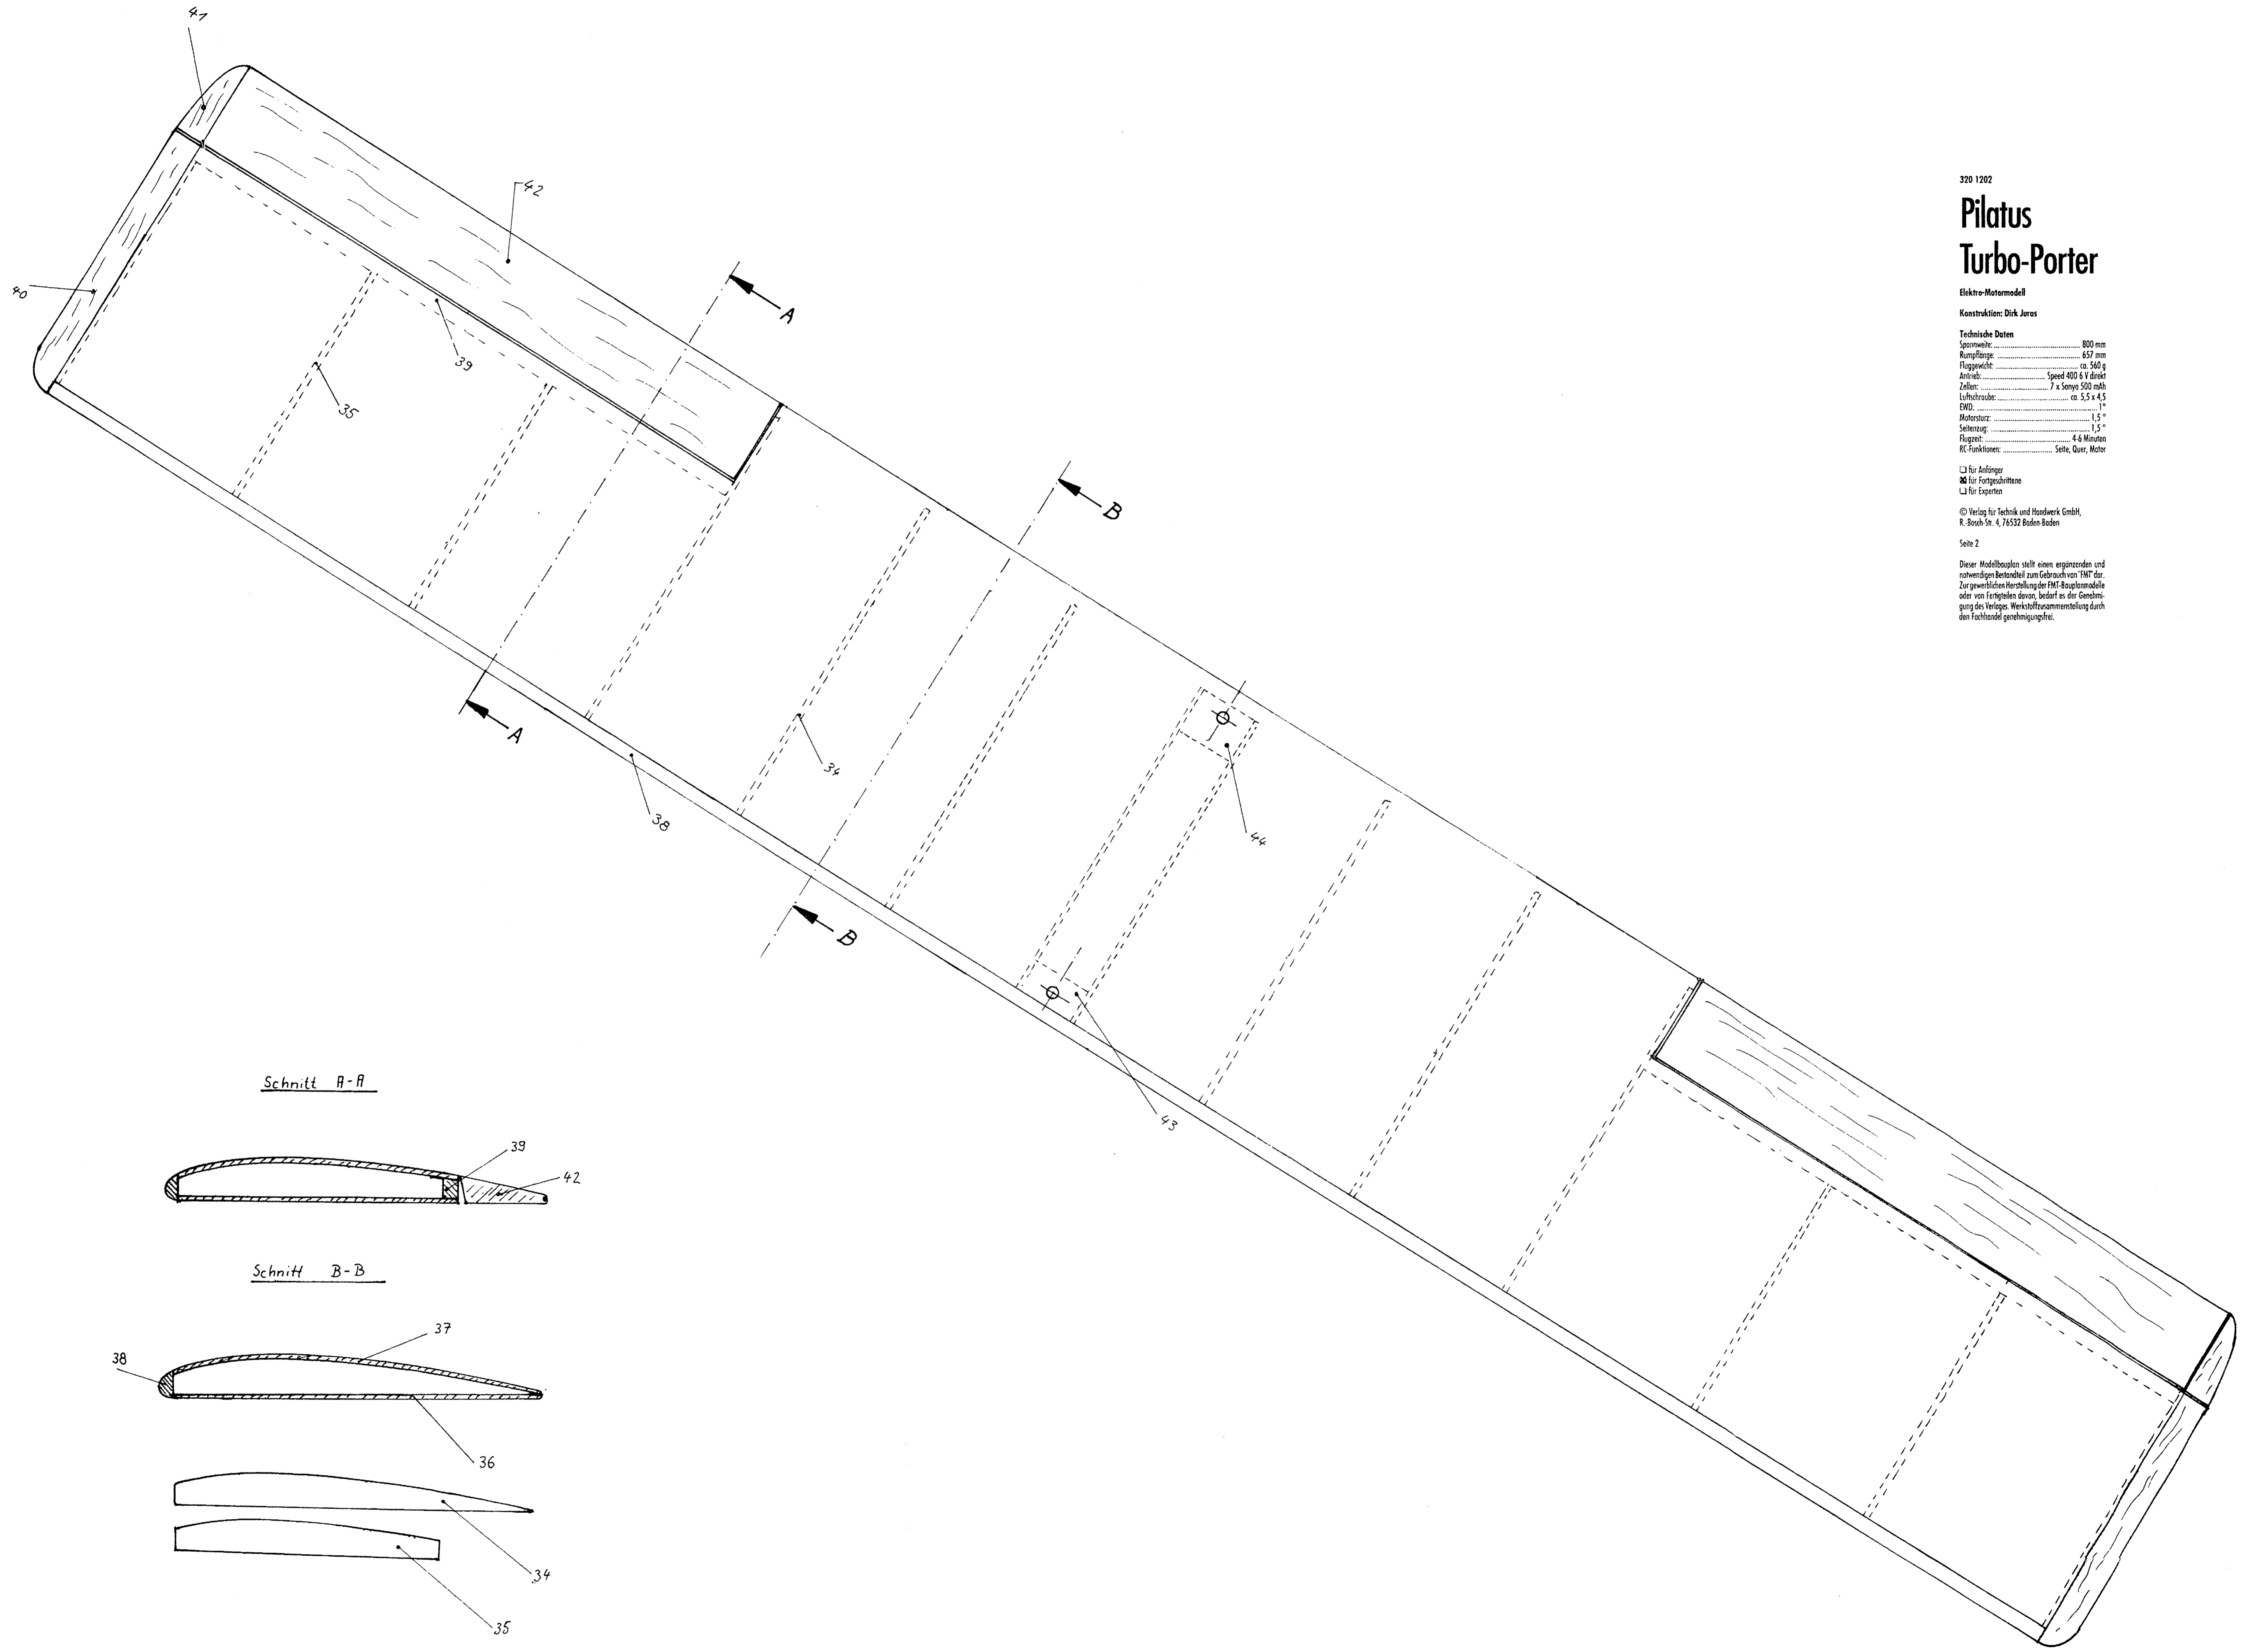 41
42
40
39
35
A
B
320 1202
Pilatus
Turbo-Porter
Elektro-Motormodell
Konstruktion: Dirk Juras
Technische Daten
Spannweite: 800 mm
Rumpflänge: 657 mm
Fluggewicht: ca. 560 g
Antrieb: Speed 400 6 V direkt
Zellen: 7 x Sanyo 500 mAh
Luftschraube: ca. 5,5 x 4,5
EWD: 1°
Motorsturz: 1,5 °
Seitenzug: 1,5 °
Flugzeit: 4-6 Minuten
RC-Funktionen: Seite, Quer, Motor
für Anfänger
für Fortgeschrittene
für Experten
© Verlag für Technik und Handwerk GmbH,
R.-Bosch-Str. 4, 76532 Baden-Baden
Seite 2
Dieser Modellbauplan stellt einen ergänzenden und
notwendigen Bestandteil zum Gebrauch von "FMT" dar.
Zur gewerblichen Herstellung der FMT-Bauplanmodelle
oder von Fertigteilen davon, bedarf es der Genehmi-
gung des Verlages. Werkstoffzusammenstellung durch
den Fachhandel genehmigungsfrei.
A
34
38
44
B
43
Schnitt A-A
39
42
Schnitt B-B
37
38
36
34
35